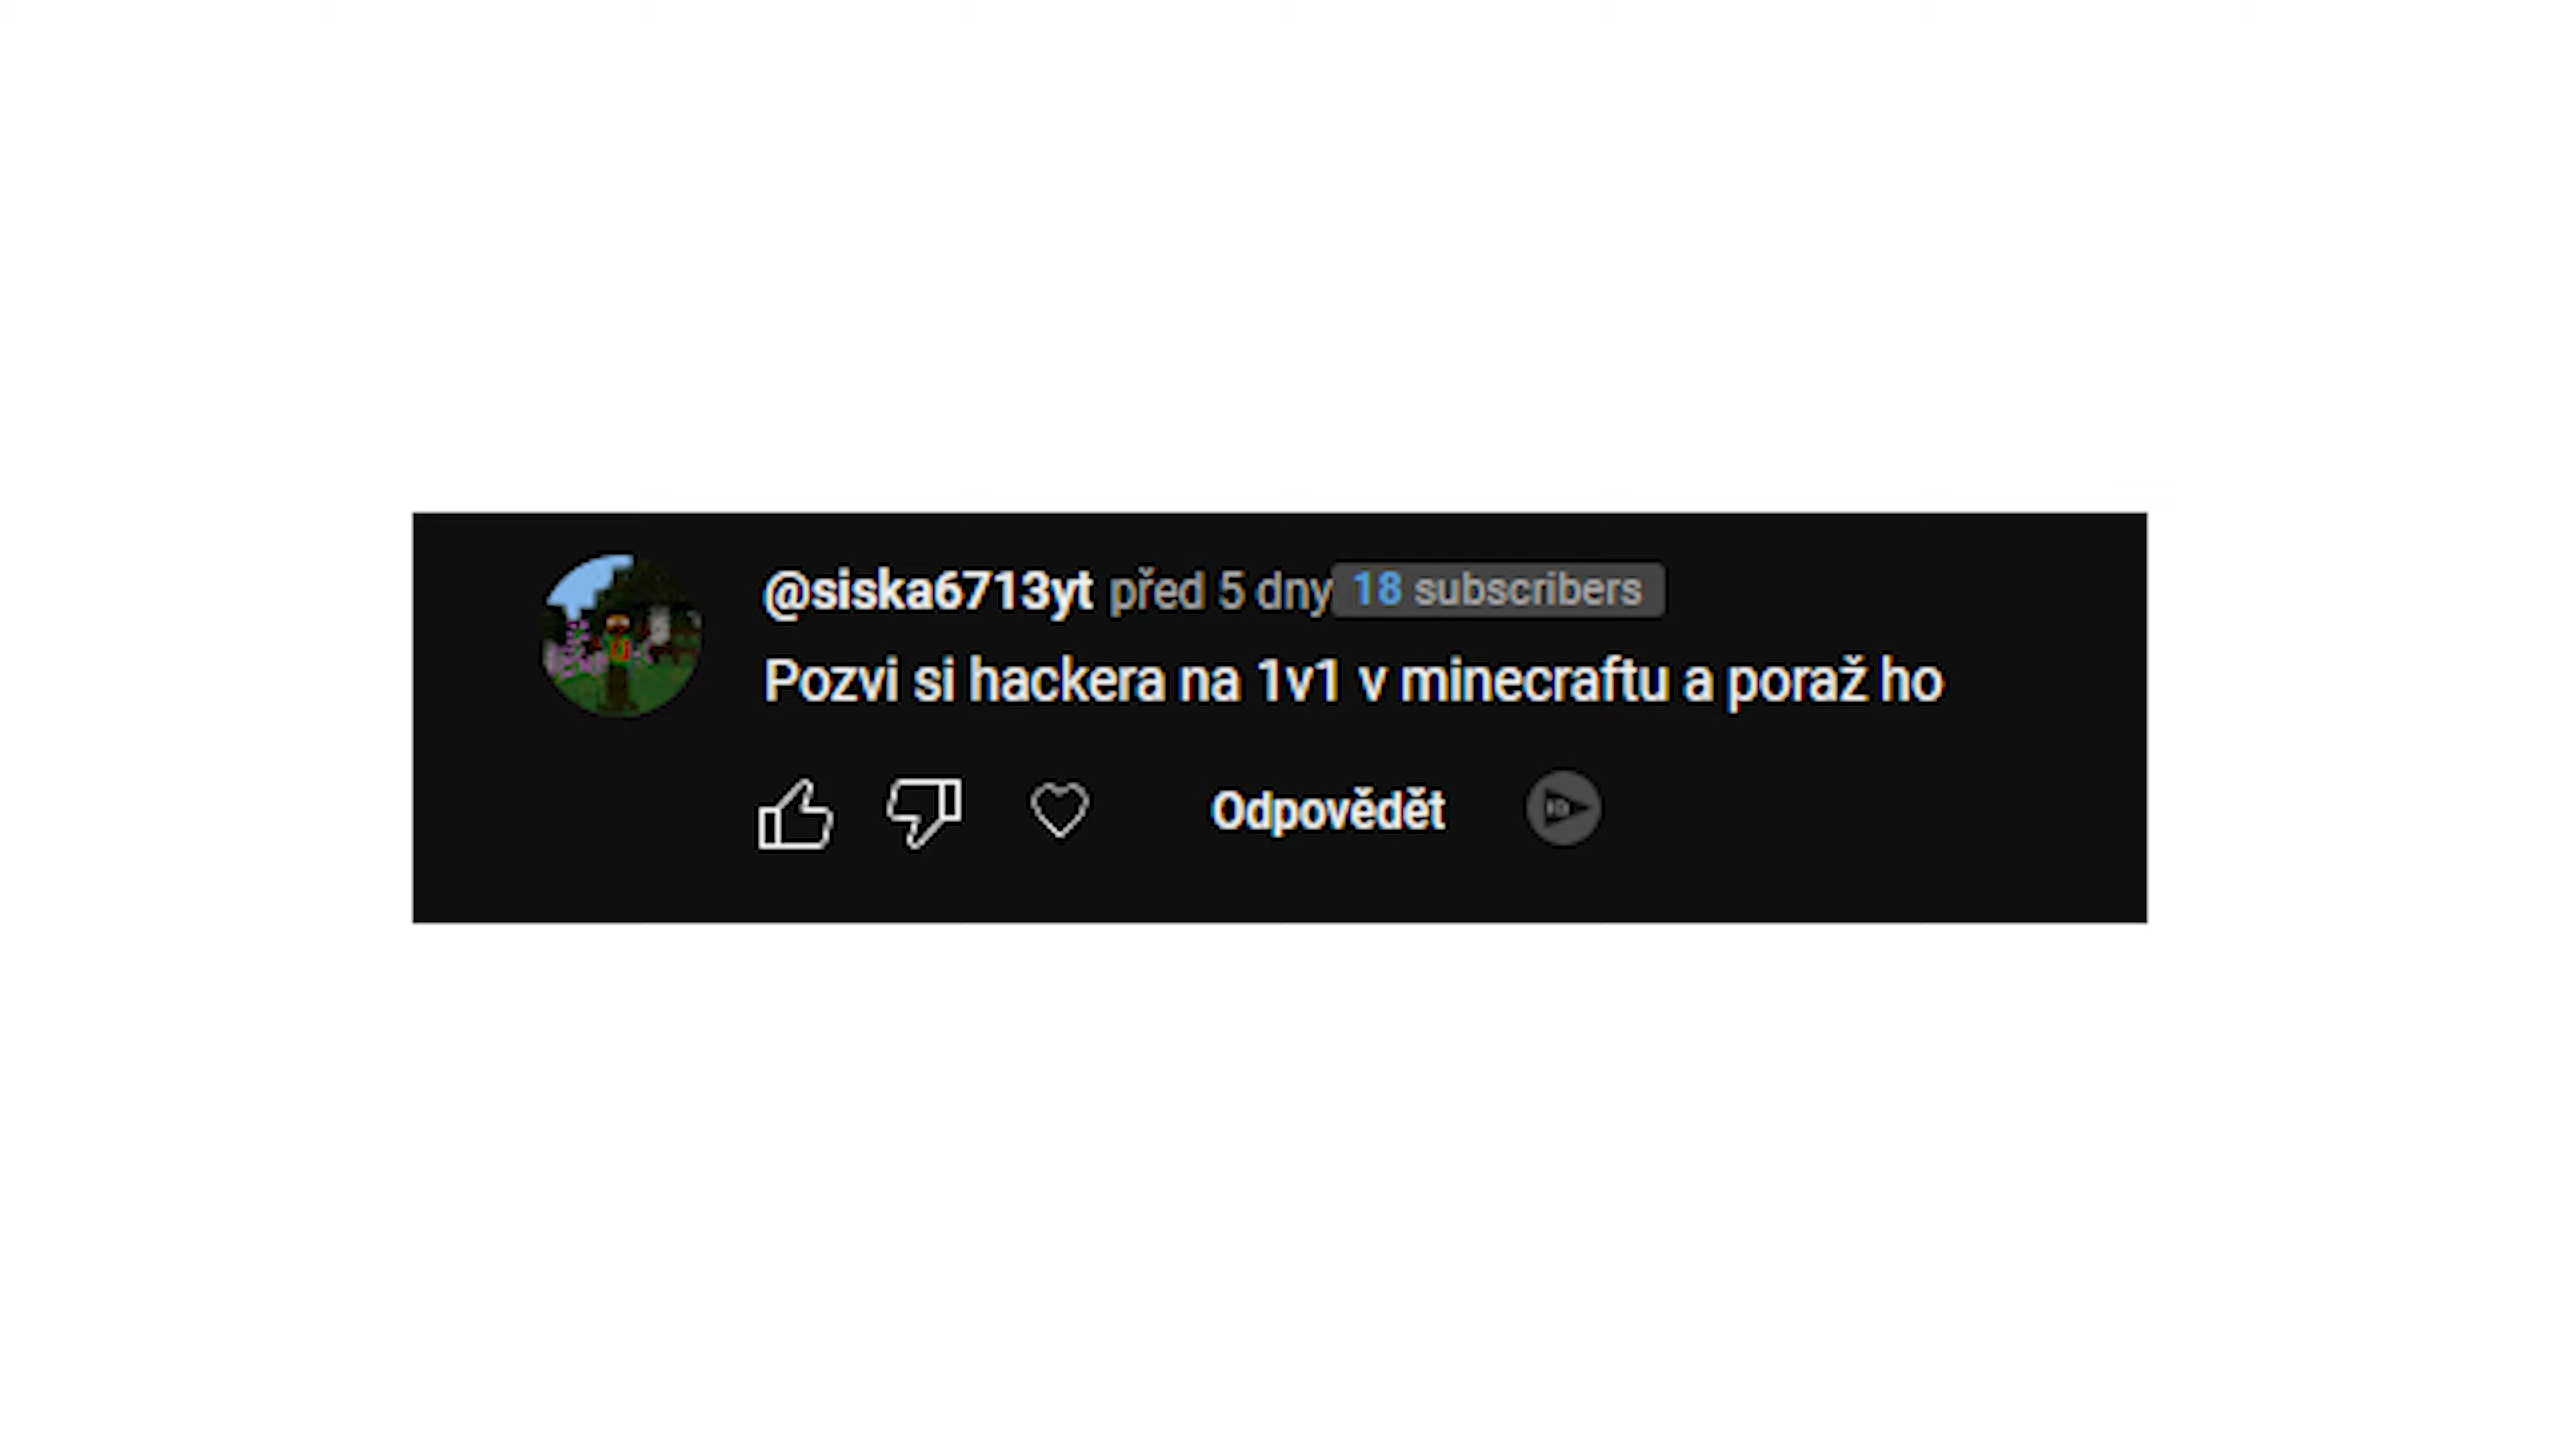 @siska6713yt před 5 dny 18 subscribers
Pozvi si hackera na 1v1 v minecraftu a poraž ho
Odpovědět